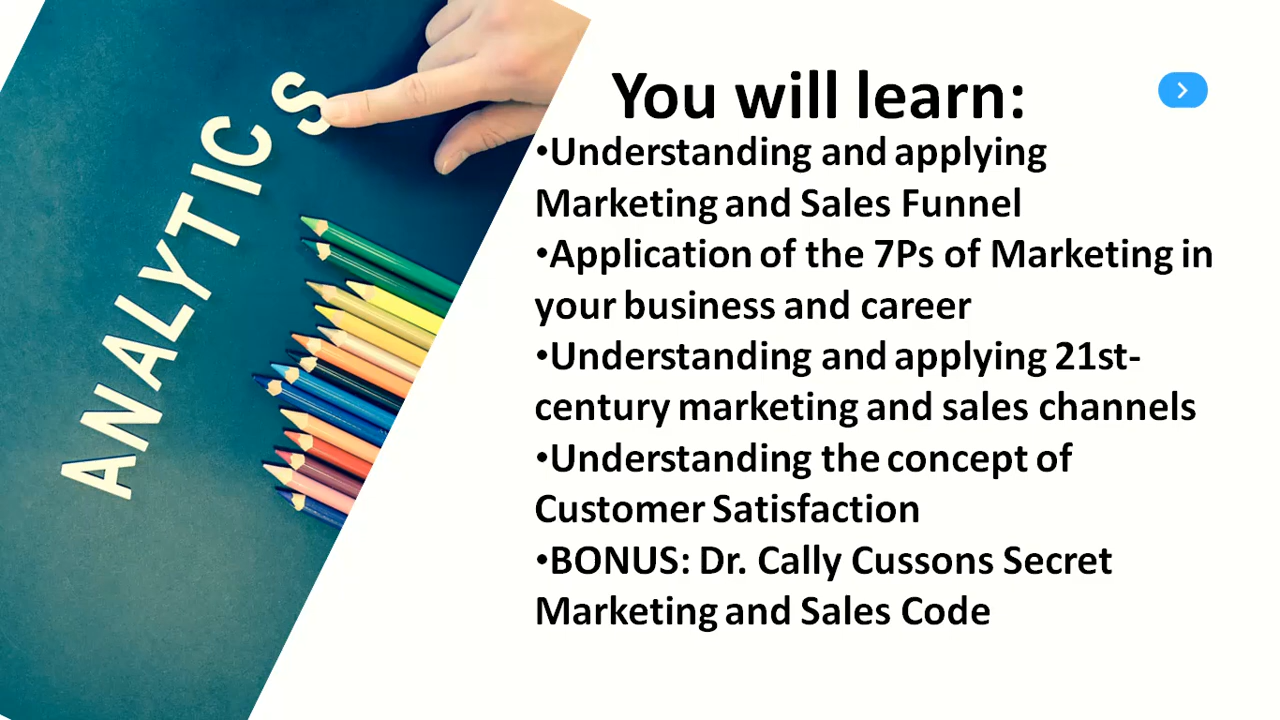 ANALYTICS
You will learn:
•Understanding and applying
Marketing and Sales Funnel
•Application of the 7Ps of Marketing in
your business and career
•Understanding and applying 21st-
century marketing and sales channels
•Understanding the concept of
Customer Satisfaction
•BONUS: Dr. Cally Cussons Secret
Marketing and Sales Code